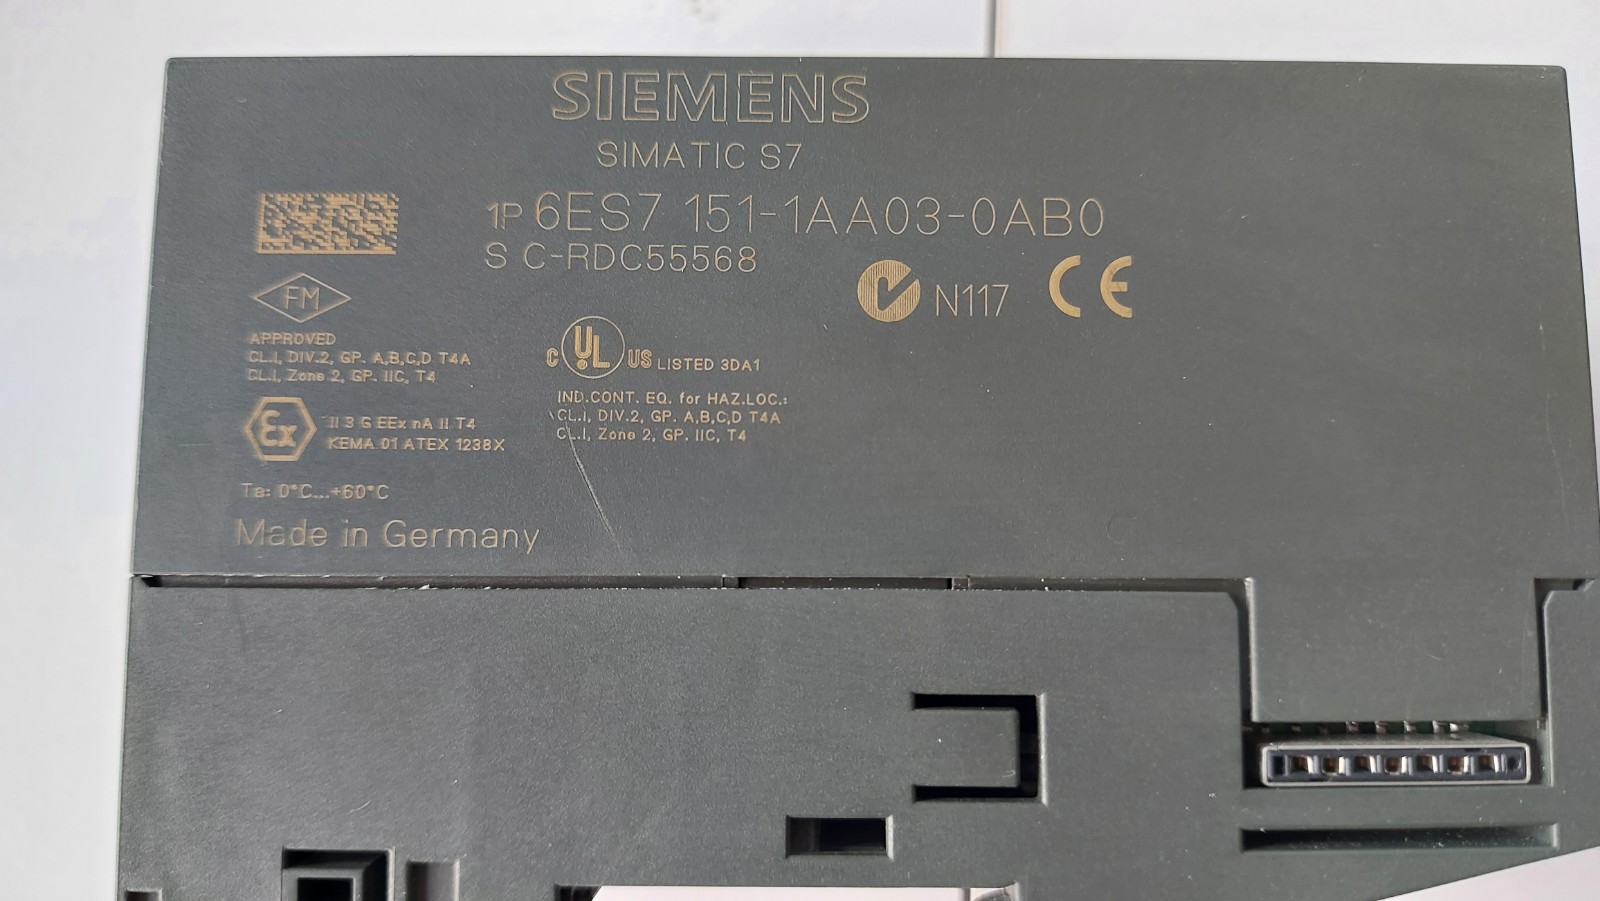 SIEMENS
SIMATIC S7
1P 6ES7 151-1AA03-0AB0
S C-RDC55568
N117 CE
FM
APPROVED
CL.I, DIV.2, GP. A,B,C,D T4A
CL.I, Zone 2, GP. IIC, T4
C UL US LISTED 3DA1
IND.CONT. EQ. for HAZ.LOC.:
CL.I, DIV.2, GP. A,B,C,D T4A
CL.I, Zone 2, GP. IIC, T4
Ex II 3 G EEx nA II T4
KEMA 01 ATEX 1238X
Ta: 0°C...+60°C
Made in Germany